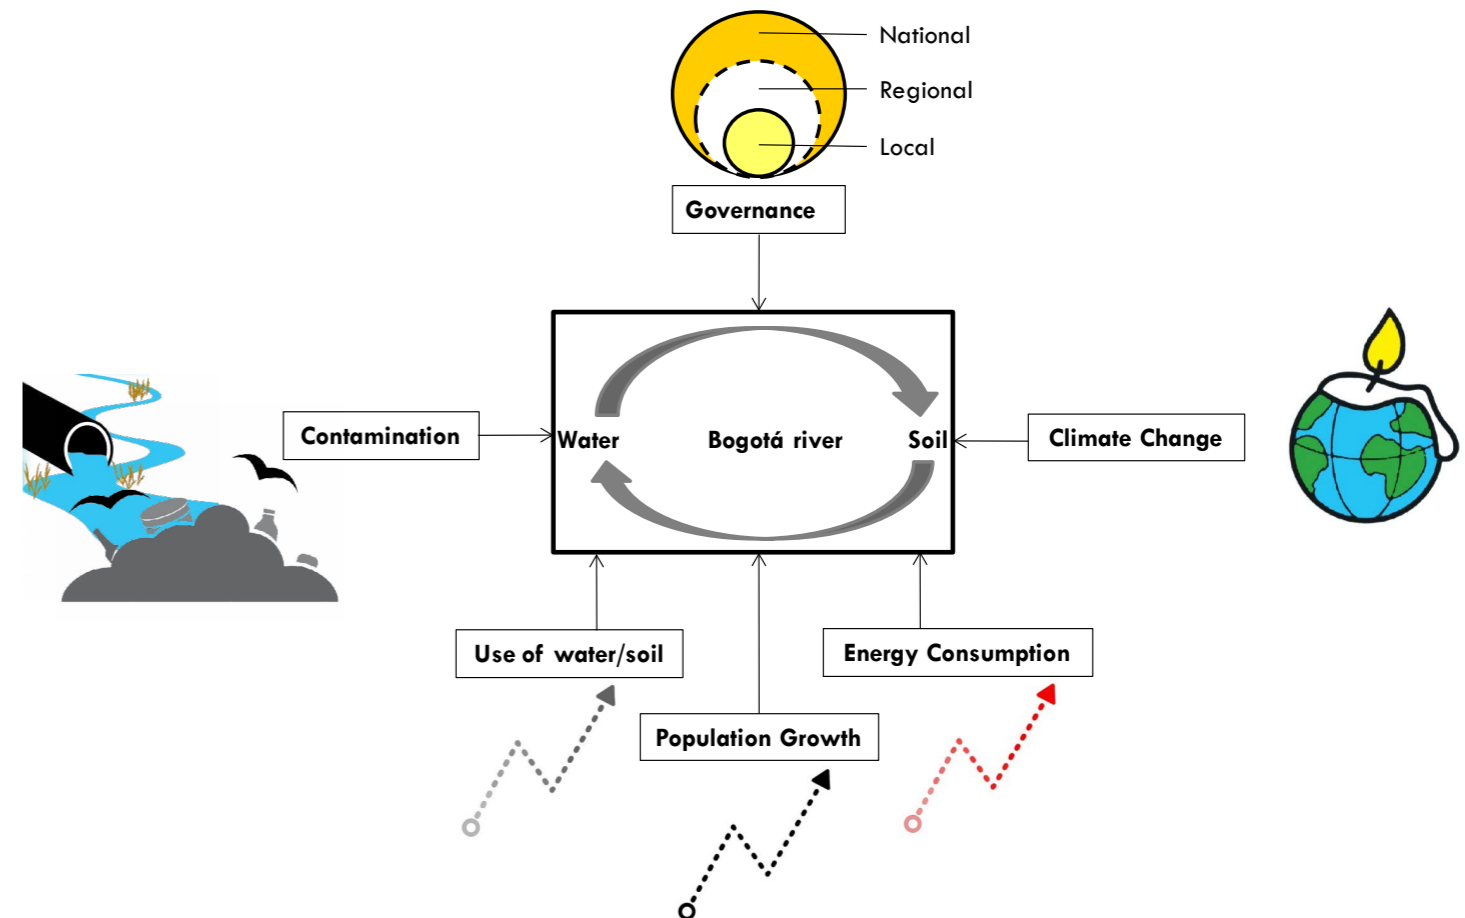 National
Regional
Local
Governance
Contamination
Water
Bogotá river
Soil
Climate Change
Use of water/soil
Energy Consumption
Population Growth